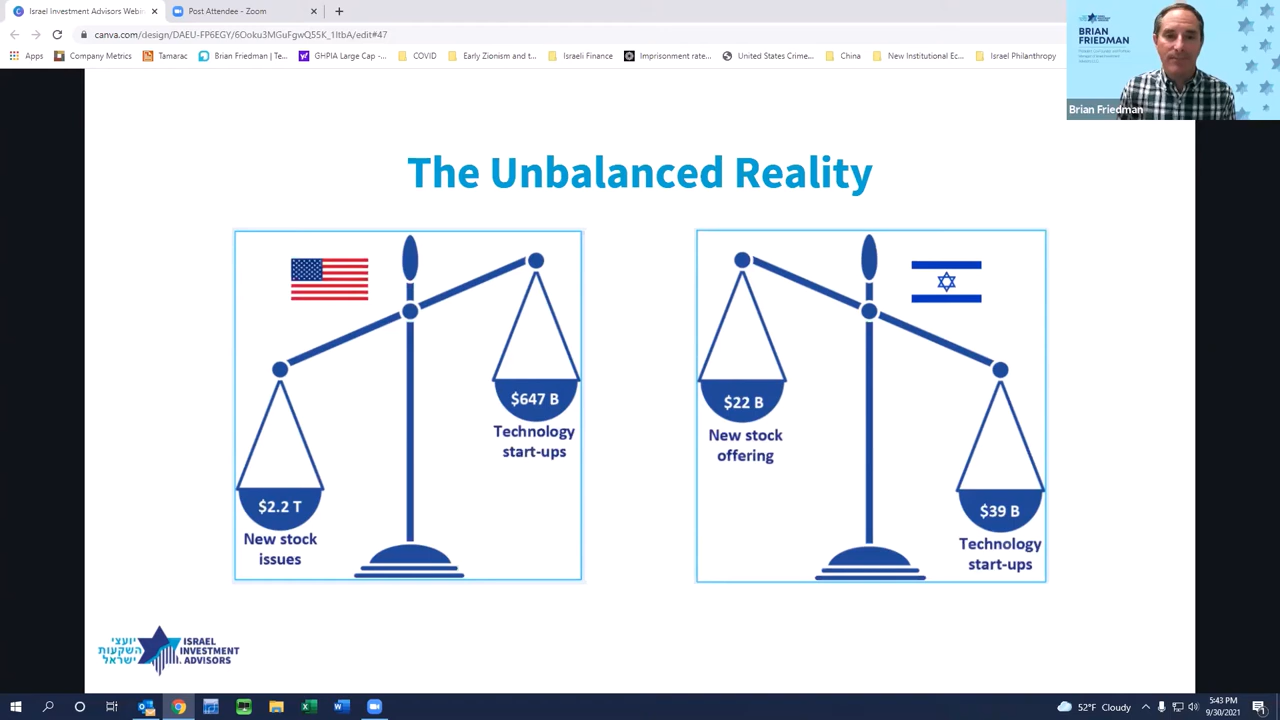 Israel Investment Advisors Webin
Post Attendee - Zoom
canva.com/design/DAEU-FP6EGY/6Ooku3MGuFgwQ55K_1ItbA/edit#47
Apps
Company Metrics
Tamarac
Brian Friedman | Te...
GHPIA Large Cap
COVID
Early Zionism and t...
Israeli Finance
Imprisonment rate...
United States Crime...
China
New Institutional Ec...
Israel Philanthropy
BRIAN
FRIEDMAN
Brian Friedman
The Unbalanced Reality
$647 B
Technology
start-ups
$2.2 T
New stock
issues
$22 B
New stock
offering
$39 B
Technology
start-ups
יועצי
השקעות
ישראל
ISRAEL
INVESTMENT
ADVISORS
52°F Cloudy
5:43 PM
9/30/2021